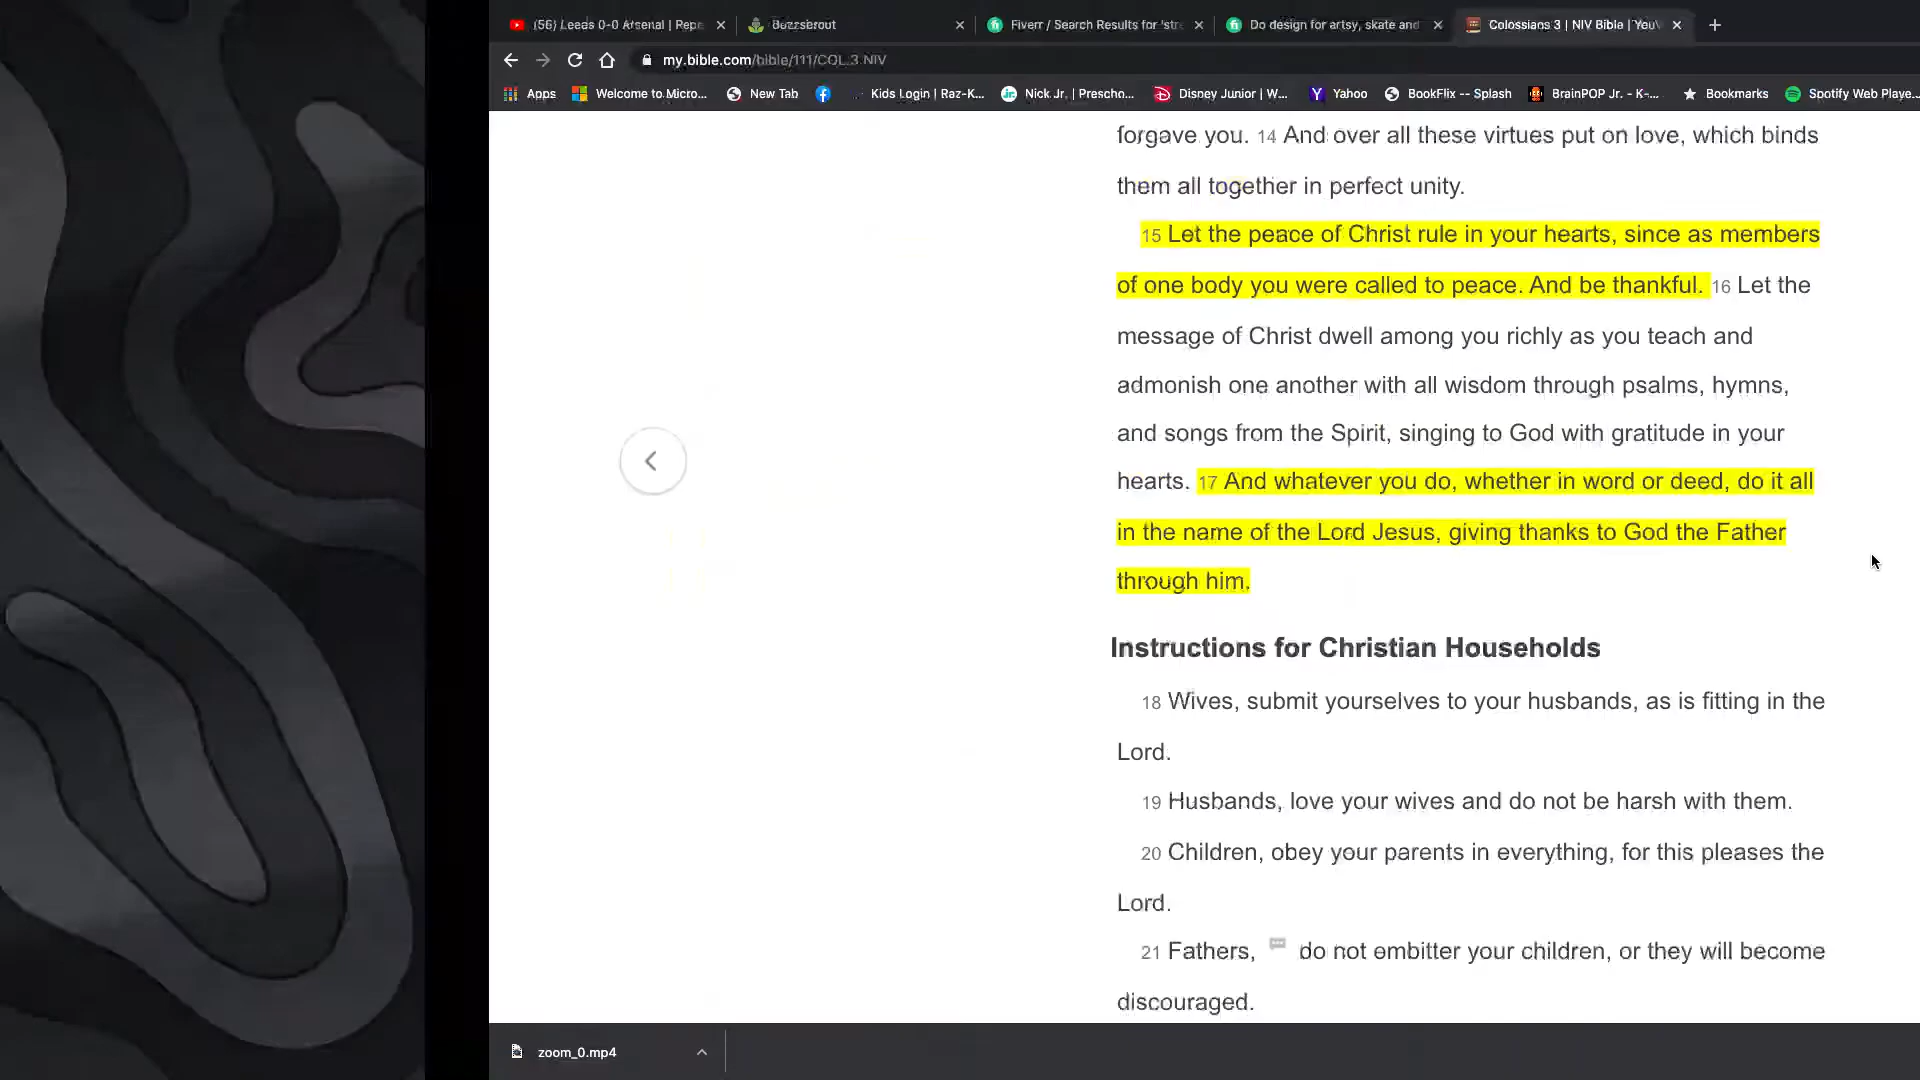 (56) Leeds 0-0 Arsenal | Pepe
Buzzsprout
Fiverr / Search Results for 'str
Do design for artsy, skate and
Colossians 3 | NIV Bible | YouV
my.bible.com/bible/111/COL.3.NIV
Apps
Welcome to Micro...
New Tab
Kids Login | Raz-K...
Nick Jr. | Prescho...
Disney Junior | W...
Yahoo
BookFlix -- Splash
BrainPOP Jr. - K-...
Bookmarks
Spotify Web Playe...
forgave you. 14 And over all these virtues put on love, which binds
them all together in perfect unity.
15 Let the peace of Christ rule in your hearts, since as members
of one body you were called to peace. And be thankful. 16 Let the
message of Christ dwell among you richly as you teach and
admonish one another with all wisdom through psalms, hymns,
and songs from the Spirit, singing to God with gratitude in your
hearts. 17 And whatever you do, whether in word or deed, do it all
in the name of the Lord Jesus, giving thanks to God the Father
through him.
Instructions for Christian Households
18 Wives, submit yourselves to your husbands, as is fitting in the
Lord.
19 Husbands, love your wives and do not be harsh with them.
20 Children, obey your parents in everything, for this pleases the
Lord.
21 Fathers, do not embitter your children, or they will become
discouraged.
zoom_0.mp4